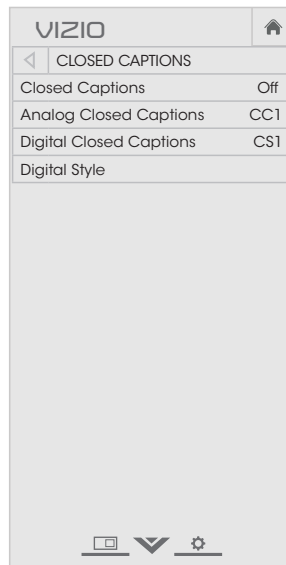 VIZIO
CLOSED CAPTIONS
Closed Captions Off
Analog Closed Captions CC1
Digital Closed Captions CS1
Digital Style